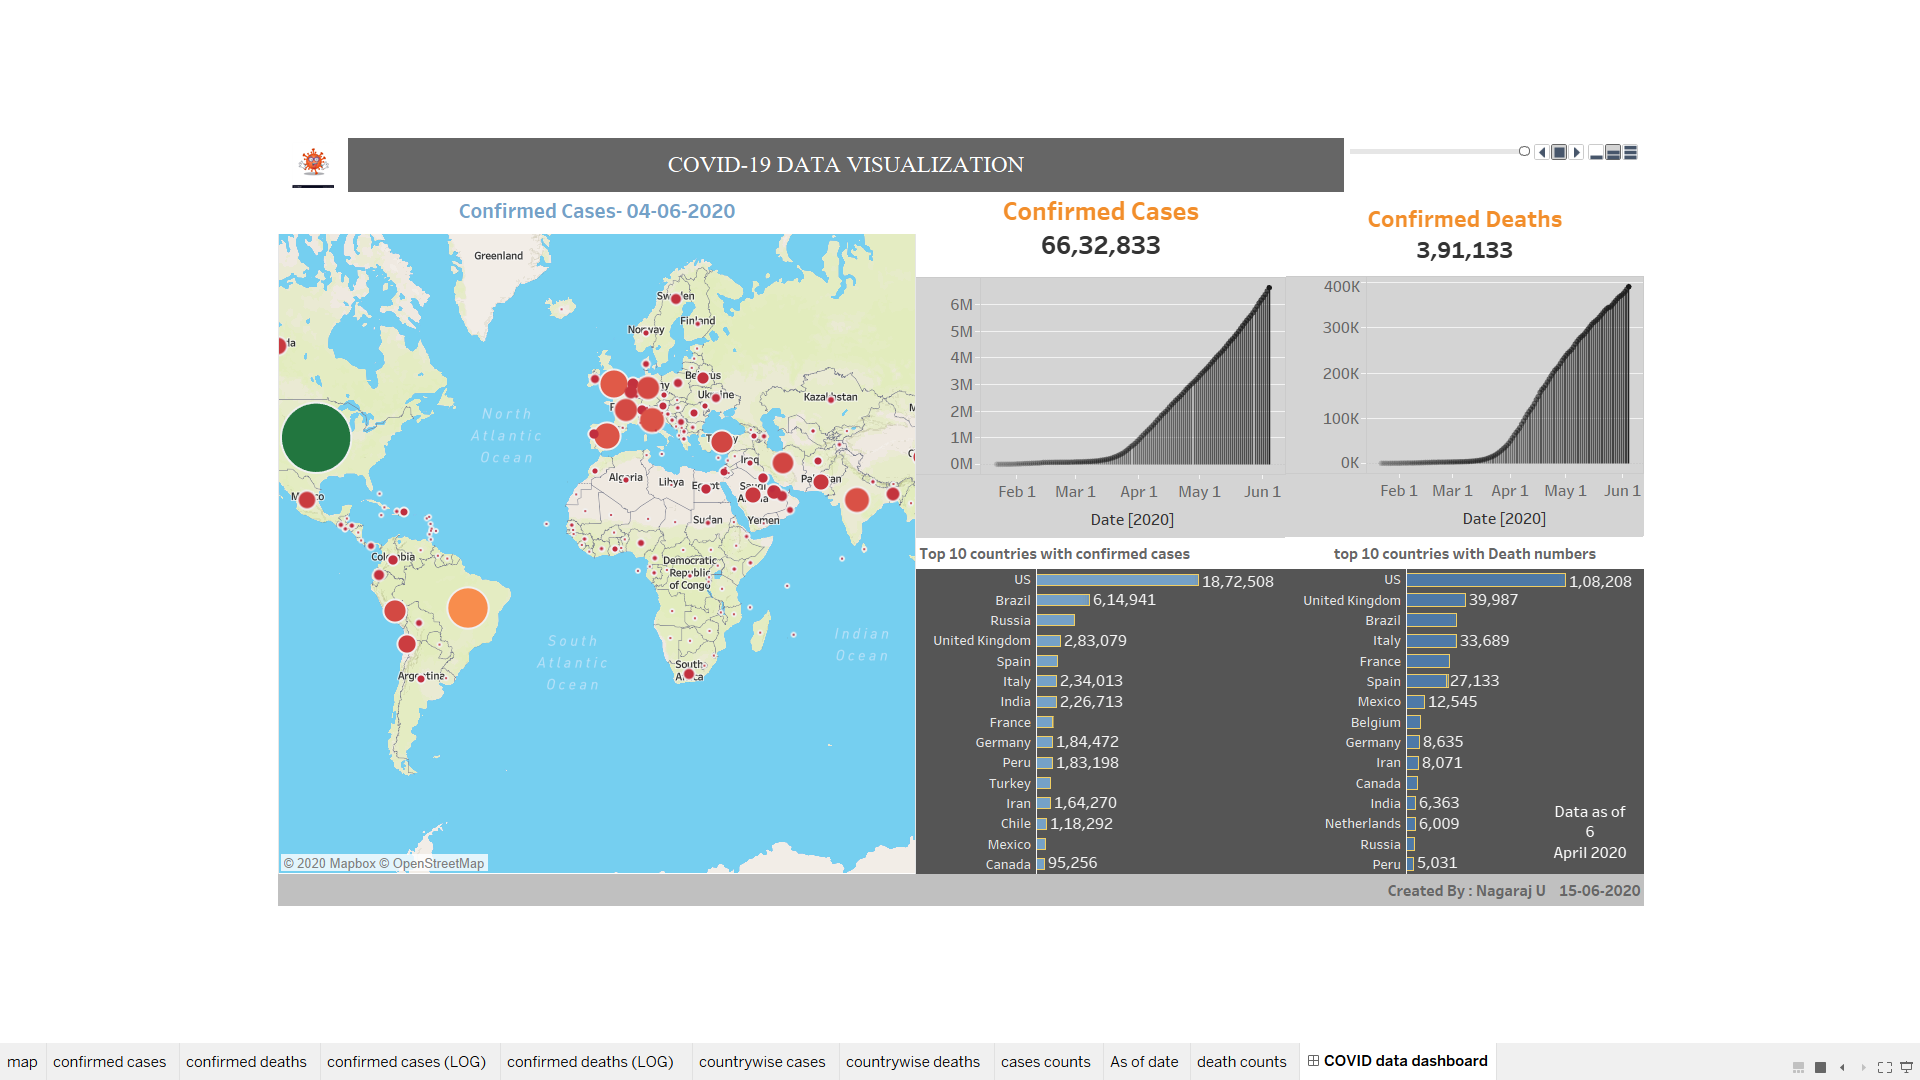 COVID-19 DATA VISUALIZATION
Confirmed Cases- 04-06-2020
Confirmed Cases
66,32,833
Confirmed Deaths
3,91,133
Greenland
Sweden
Norway
Finland
Belarus
Ukraine
Kazakhstan
North
Atlantic
Ocean
Iraq
Algeria
Libya
Egypt
Saudi
Arabia
Pakistan
Mexico
Sudan
Yemen
Colombia
Democratic
Republic
of Congo
South
Atlantic
Ocean
Indian
Ocean
Argentina
South
Africa
© 2020 Mapbox © OpenStreetMap
6M
5M
4M
3M
2M
1M
0M
Feb 1 Mar 1 Apr 1 May 1 Jun 1
Date [2020]
400K
300K
200K
100K
0K
Feb 1 Mar 1 Apr 1 May 1 Jun 1
Date [2020]
Top 10 countries with confirmed cases
US 18,72,508
Brazil 6,14,941
Russia
United Kingdom 2,83,079
Spain
Italy 2,34,013
India 2,26,713
France
Germany 1,84,472
Peru 1,83,198
Turkey
Iran 1,64,270
Chile 1,18,292
Mexico
Canada 95,256
top 10 countries with Death numbers
US 1,08,208
United Kingdom 39,987
Brazil
Italy 33,689
France
Spain 27,133
Mexico 12,545
Belgium
Germany 8,635
Iran 8,071
Canada
India 6,363
Netherlands 6,009
Russia
Peru 5,031
Data as of
6
April 2020
Created By : Nagaraj U 15-06-2020
map confirmed cases confirmed deaths confirmed cases (LOG) confirmed deaths (LOG) countrywise cases countrywise deaths cases counts As of date death counts COVID data dashboard